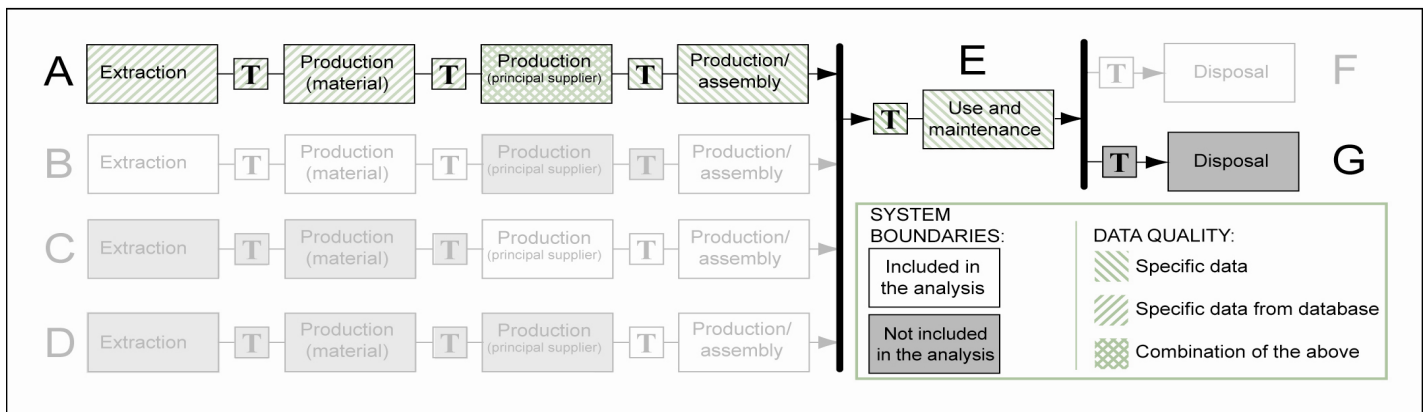 A
Extraction
T
Production
(material)
T
Production
(principal supplier)
T
Production/
assembly
B
Extraction
T
Production
(material)
T
Production
(principal supplier)
T
Production/
assembly
C
Extraction
T
Production
(material)
T
Production
(principal supplier)
T
Production/
assembly
D
Extraction
T
Production
(material)
T
Production
(principal supplier)
T
Production/
assembly
E
T
Use and
maintenance
T
Disposal
F
T
Disposal
G
SYSTEM
BOUNDARIES:
Included in
the analysis
Not included
in the analysis
DATA QUALITY:
Specific data
Specific data from database
Combination of the above